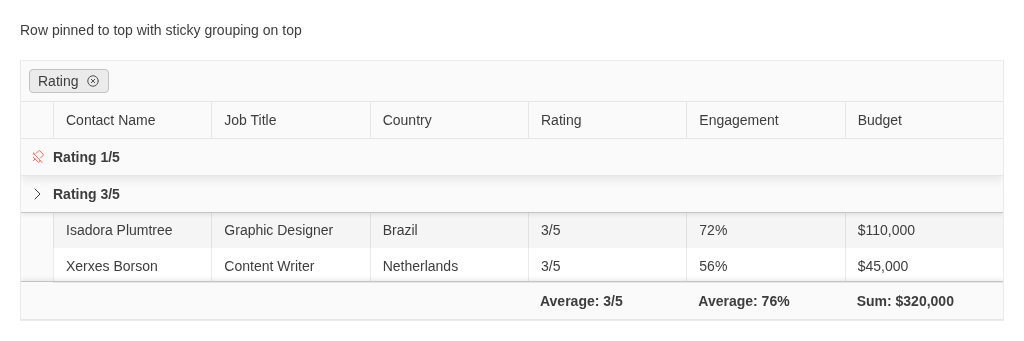 Row pinned to top with sticky grouping on top
Rating
Contact Name Job Title Country Rating Engagement Budget
Rating 1/5
Rating 3/5
Isadora Plumtree Graphic Designer Brazil 3/5 72% $110,000
Xerxes Borson Content Writer Netherlands 3/5 56% $45,000
Average: 3/5 Average: 76% Sum: $320,000